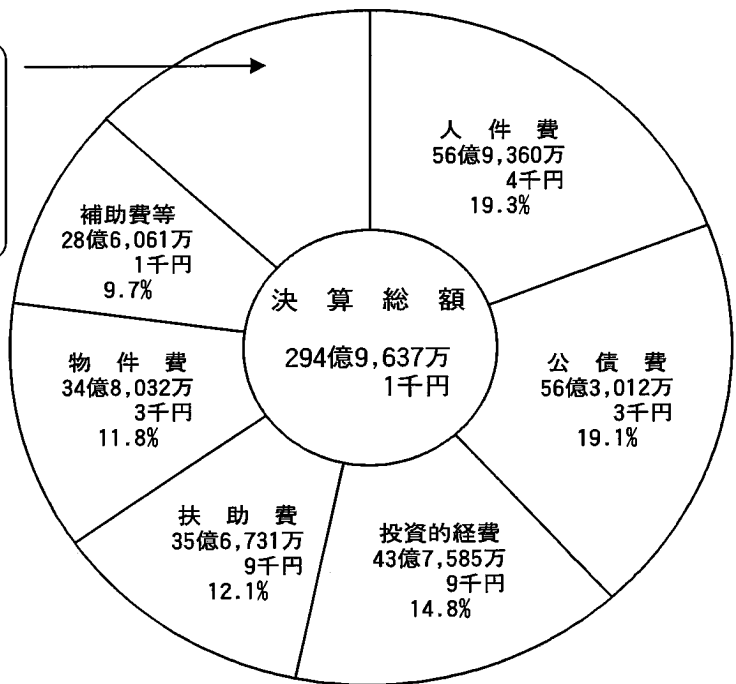 人件費
56億9,360万
4千円
19.3%
公債費
56億3,012万
3千円
19.1%
投資的経費
43億7,585万
9千円
14.8%
扶助費
35億6,731万
9千円
12.1%
物件費
34億8,032万
3千円
11.8%
補助費等
28億6,061万
1千円
9.7%
決算総額
294億9,637万
1千円